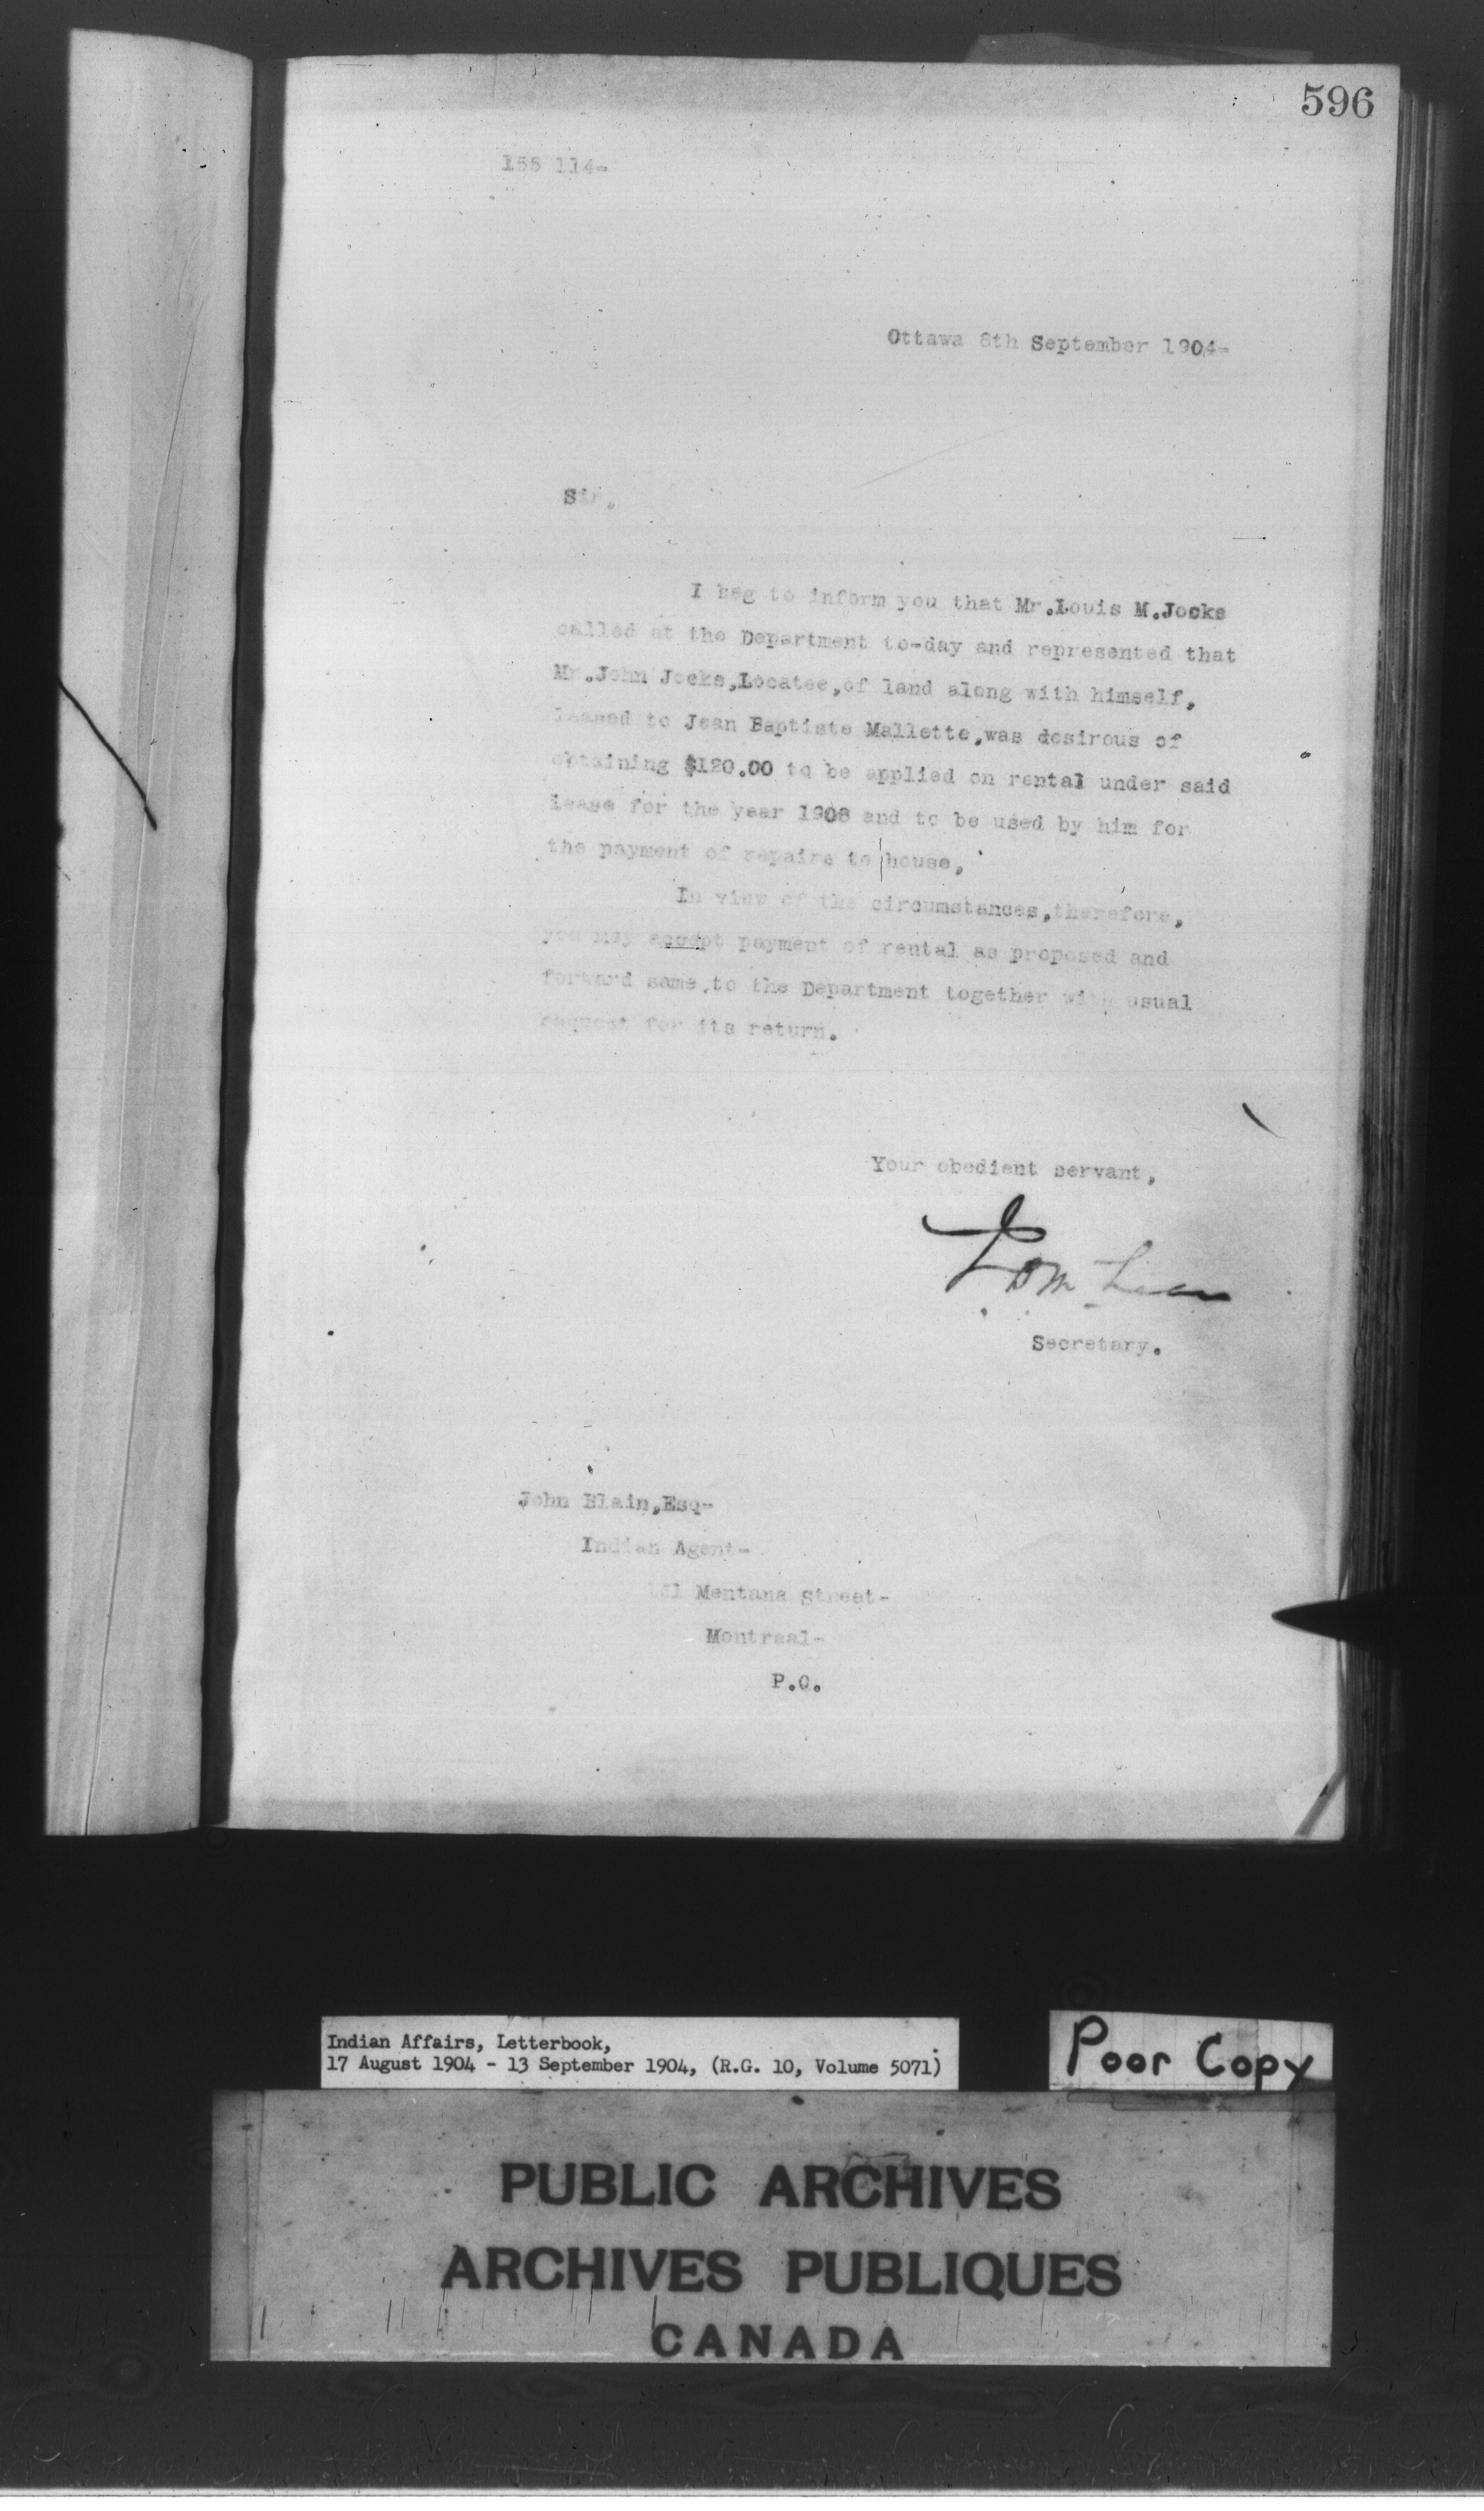 596
155 114-
Ottawa 8th September 1904-
Sir,
I beg to inform you that Mr.Louis M.Jocks
called at the Department to-day and represented that
Mr.John Jocks,Locatee,of land along with himself,
leased to Jean Baptiste Mallette,was desirous of
obtaining $120.00 to be applied on rental under said
lease for the year 1908 and to be used by him for
the payment of repairs to house,
In view of the circumstances,therefore,
you may accept payment of rental as proposed and
forward same,to the Department together with usual
request for its return.
Your obedient servant,
Secretary.
John Blain,Esq-
Indian Agent-
Mentana Street-
Montreal-
P.Q.
Indian Affairs, Letterbook,
17 August 1904 - 13 September 1904, (R.G. 10, Volume 5071)
Poor Copy
PUBLIC ARCHIVES
ARCHIVES PUBLIQUES
CANADA